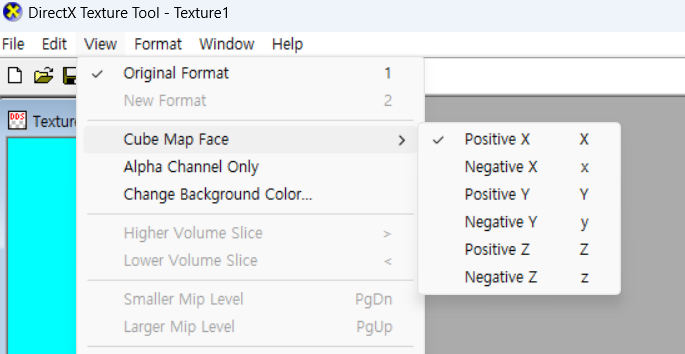 DirectX Texture Tool - Texture1
File Edit View Format Window Help
Original Format 1
New Format 2
DDS Textur
Cube Map Face
Positive X X
Alpha Channel Only
Negative X x
Change Background Color...
Positive Y Y
Negative Y y
Higher Volume Slice >
Positive Z Z
Lower Volume Slice <
Negative Z z
Smaller Mip Level PgDn
Larger Mip Level PgUp